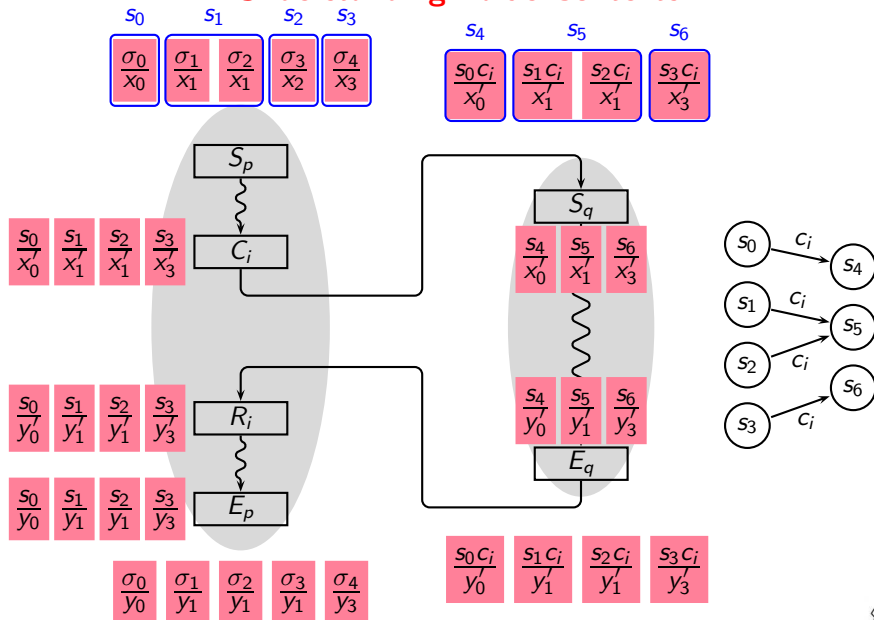 s₀ s₁ s₂ s₃
s₄ s₅ s₆
σ₀/x₀ σ₁/x₁ σ₂/x₁ σ₃/x₂ σ₄/x₃
s₀cᵢ/x′₀ s₁cᵢ/x′₁ s₂cᵢ/x′₁ s₃cᵢ/x′₃
Sₚ
S_q
s₀/x′₀ s₁/x′₁ s₂/x′₁ s₃/x′₃
Cᵢ
s₄/x′₀ s₅/x′₁ s₆/x′₃
s₀ cᵢ s₄
s₁ cᵢ s₅
s₂ cᵢ
s₃ cᵢ s₆
s₀/y′₀ s₁/y′₁ s₂/y′₁ s₃/y′₃
Rᵢ
s₄/y′₀ s₅/y′₁ s₆/y′₃
E_q
s₀/y₀ s₁/y₁ s₂/y₁ s₃/y₃
Eₚ
σ₀/y₀ σ₁/y₁ σ₂/y₁ σ₃/y₁ σ₄/y₃
s₀cᵢ/y′₀ s₁cᵢ/y′₁ s₂cᵢ/y′₁ s₃cᵢ/y′₃